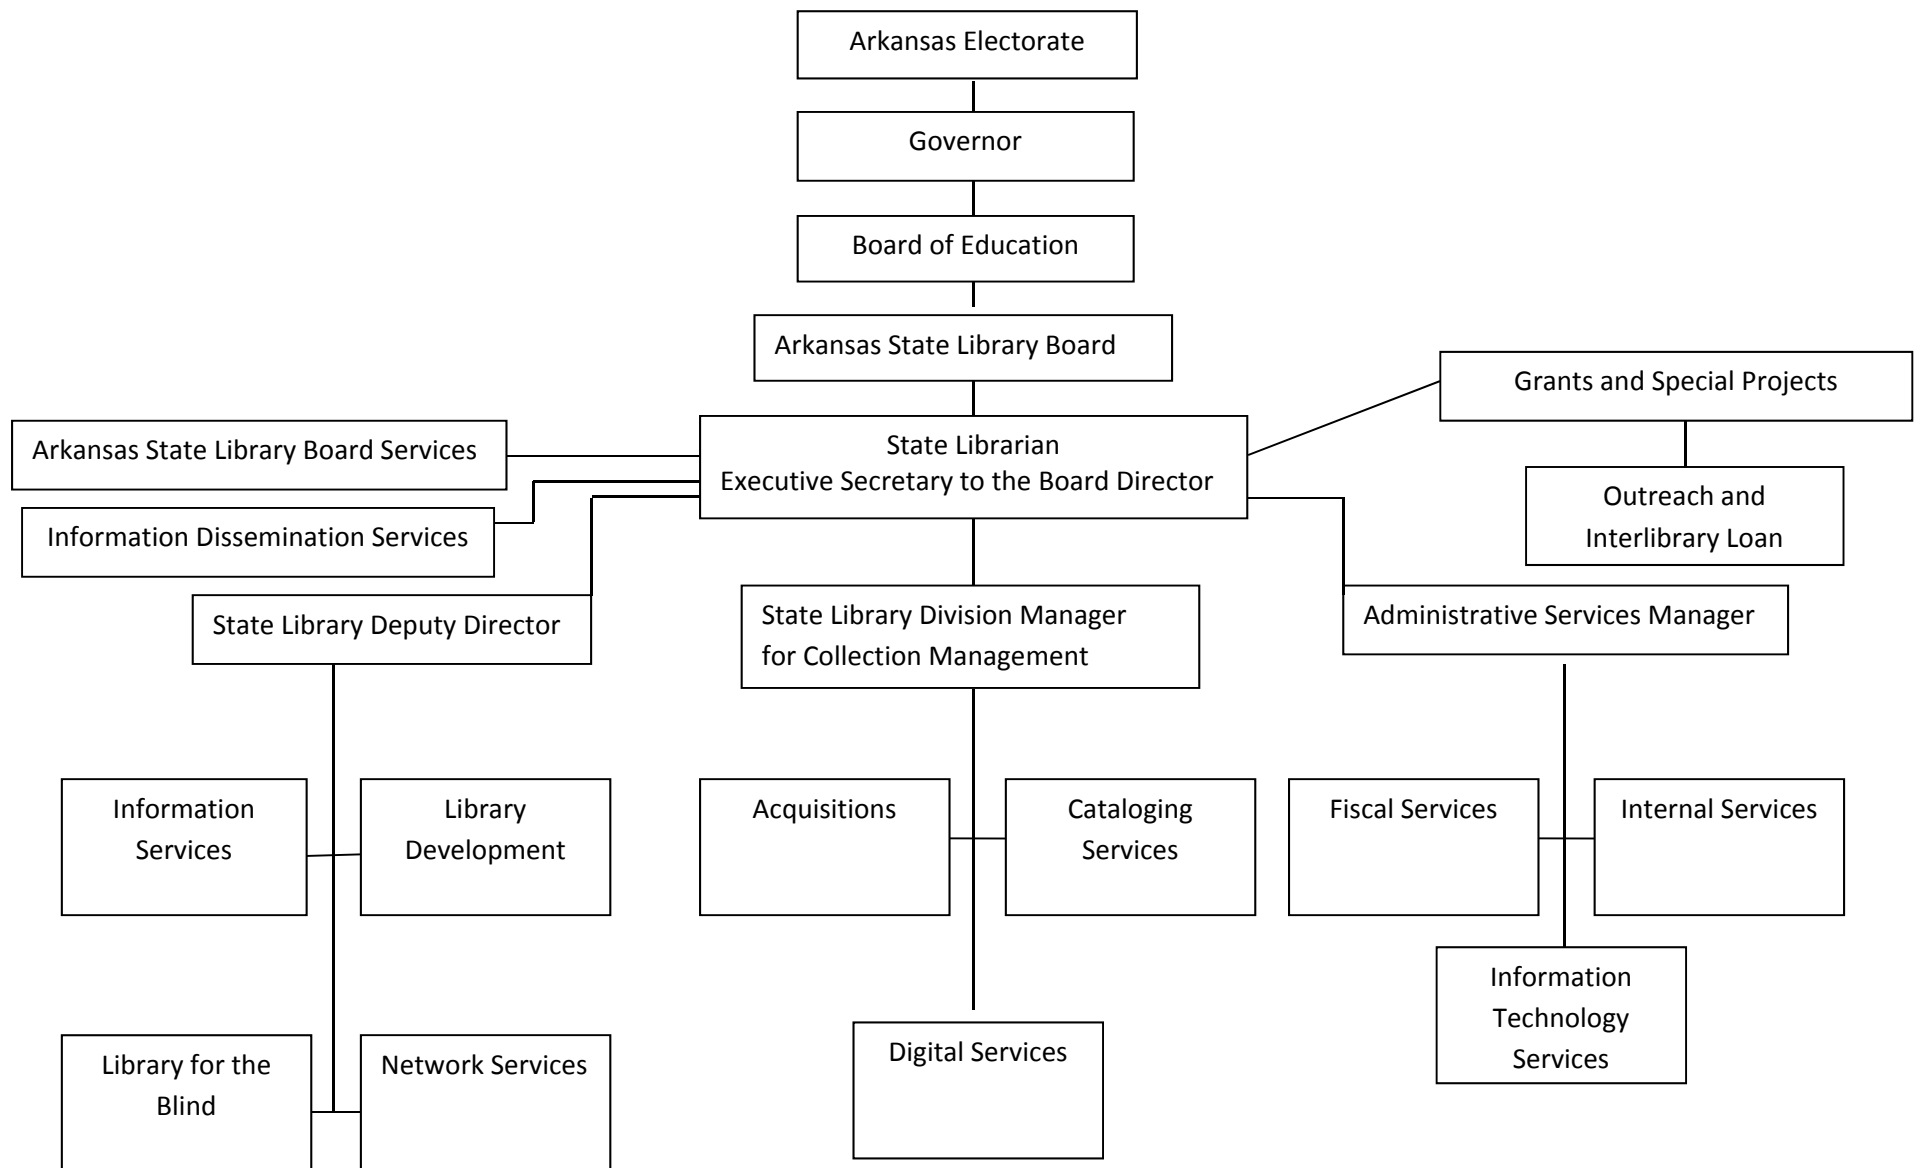 Arkansas Electorate
Governor
Board of Education
Arkansas State Library Board
Grants and Special Projects
Arkansas State Library Board Services
State Librarian
Executive Secretary to the Board Director
Outreach and
Interlibrary Loan
Information Dissemination Services
State Library Deputy Director
State Library Division Manager
for Collection Management
Administrative Services Manager
Information
Services
Library
Development
Acquisitions
Cataloging
Services
Fiscal Services
Internal Services
Information
Technology
Services
Library for the
Blind
Network Services
Digital Services